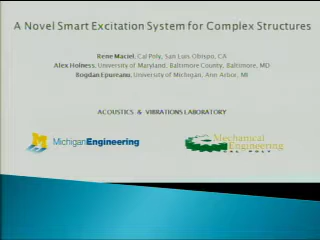 A Novel Smart Excitation System for Complex Structures
Rene Maciel, Cal Poly, San Luis Obispo, CA
Alex Holness, University of Maryland, Baltimore County, Baltimore, MD
Bogdan Epureanu, University of Michigan, Ann Arbor, MI
ACOUSTICS & VIBRATIONS LABORATORY
MichiganEngineering
Mechanical
Engineering
CAL POLY